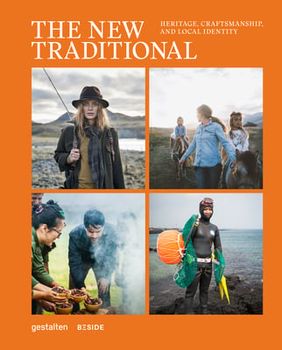 THE NEW
TRADITIONAL
HERITAGE, CRAFTSMANSHIP,
AND LOCAL IDENTITY
gestalten
BESIDE